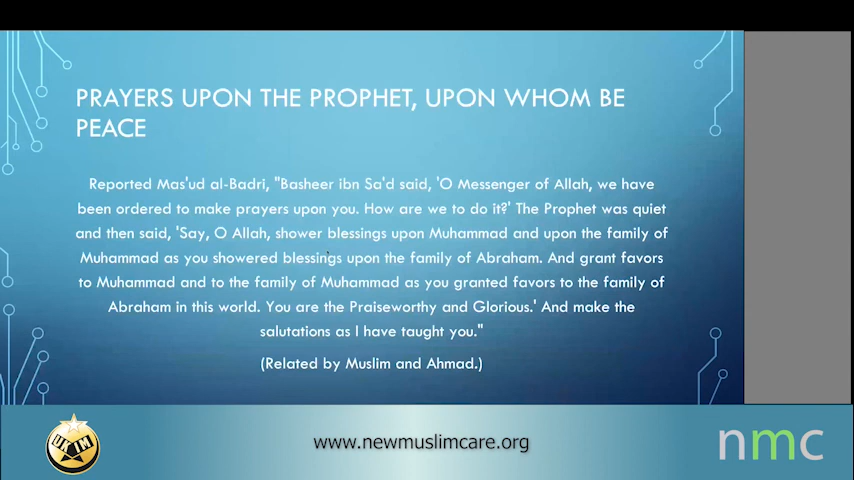 PRAYERS UPON THE PROPHET, UPON WHOM BE
PEACE
Reported Mas'ud al-Badri, "Basheer ibn Sa'd said, 'O Messenger of Allah, we have
been ordered to make prayers upon you. How are we to do it?' The Prophet was quiet
and then said, 'Say, O Allah, shower blessings upon Muhammad and upon the family of
Muhammad as you showered blessings upon the family of Abraham. And grant favors
to Muhammad and to the family of Muhammad as you granted favors to the family of
Abraham in this world. You are the Praiseworthy and Glorious.' And make the
salutations as I have taught you."
(Related by Muslim and Ahmad.)
UKIM
www.newmuslimcare.org
nmc